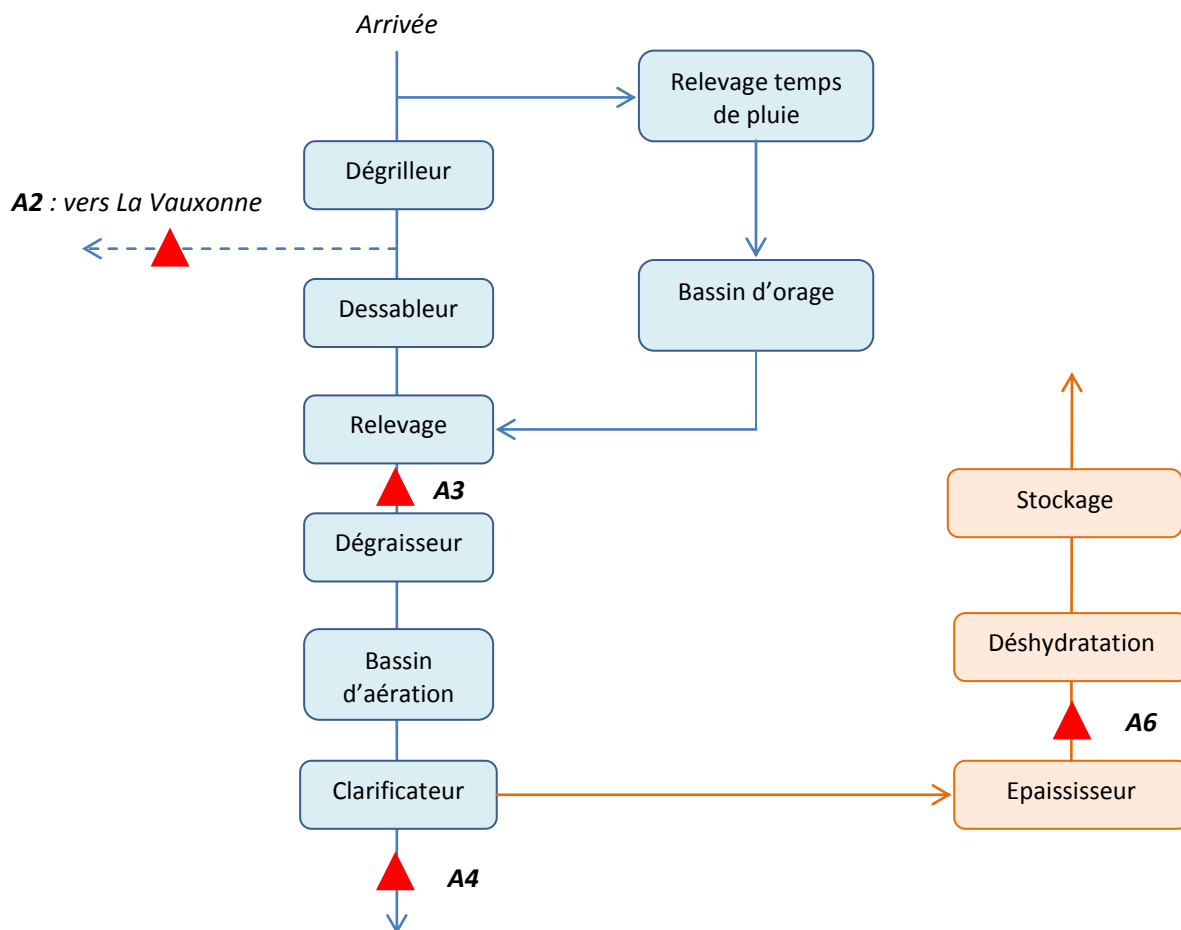 Arrivée
Relevage temps
de pluie
Dégrilleur
A2 : vers La Vauxonne
Dessableur
Bassin d’orage
Relevage
A3
Stockage
Dégraisseur
Déshydratation
Bassin
d’aération
A6
Clarificateur
Epaississeur
A4